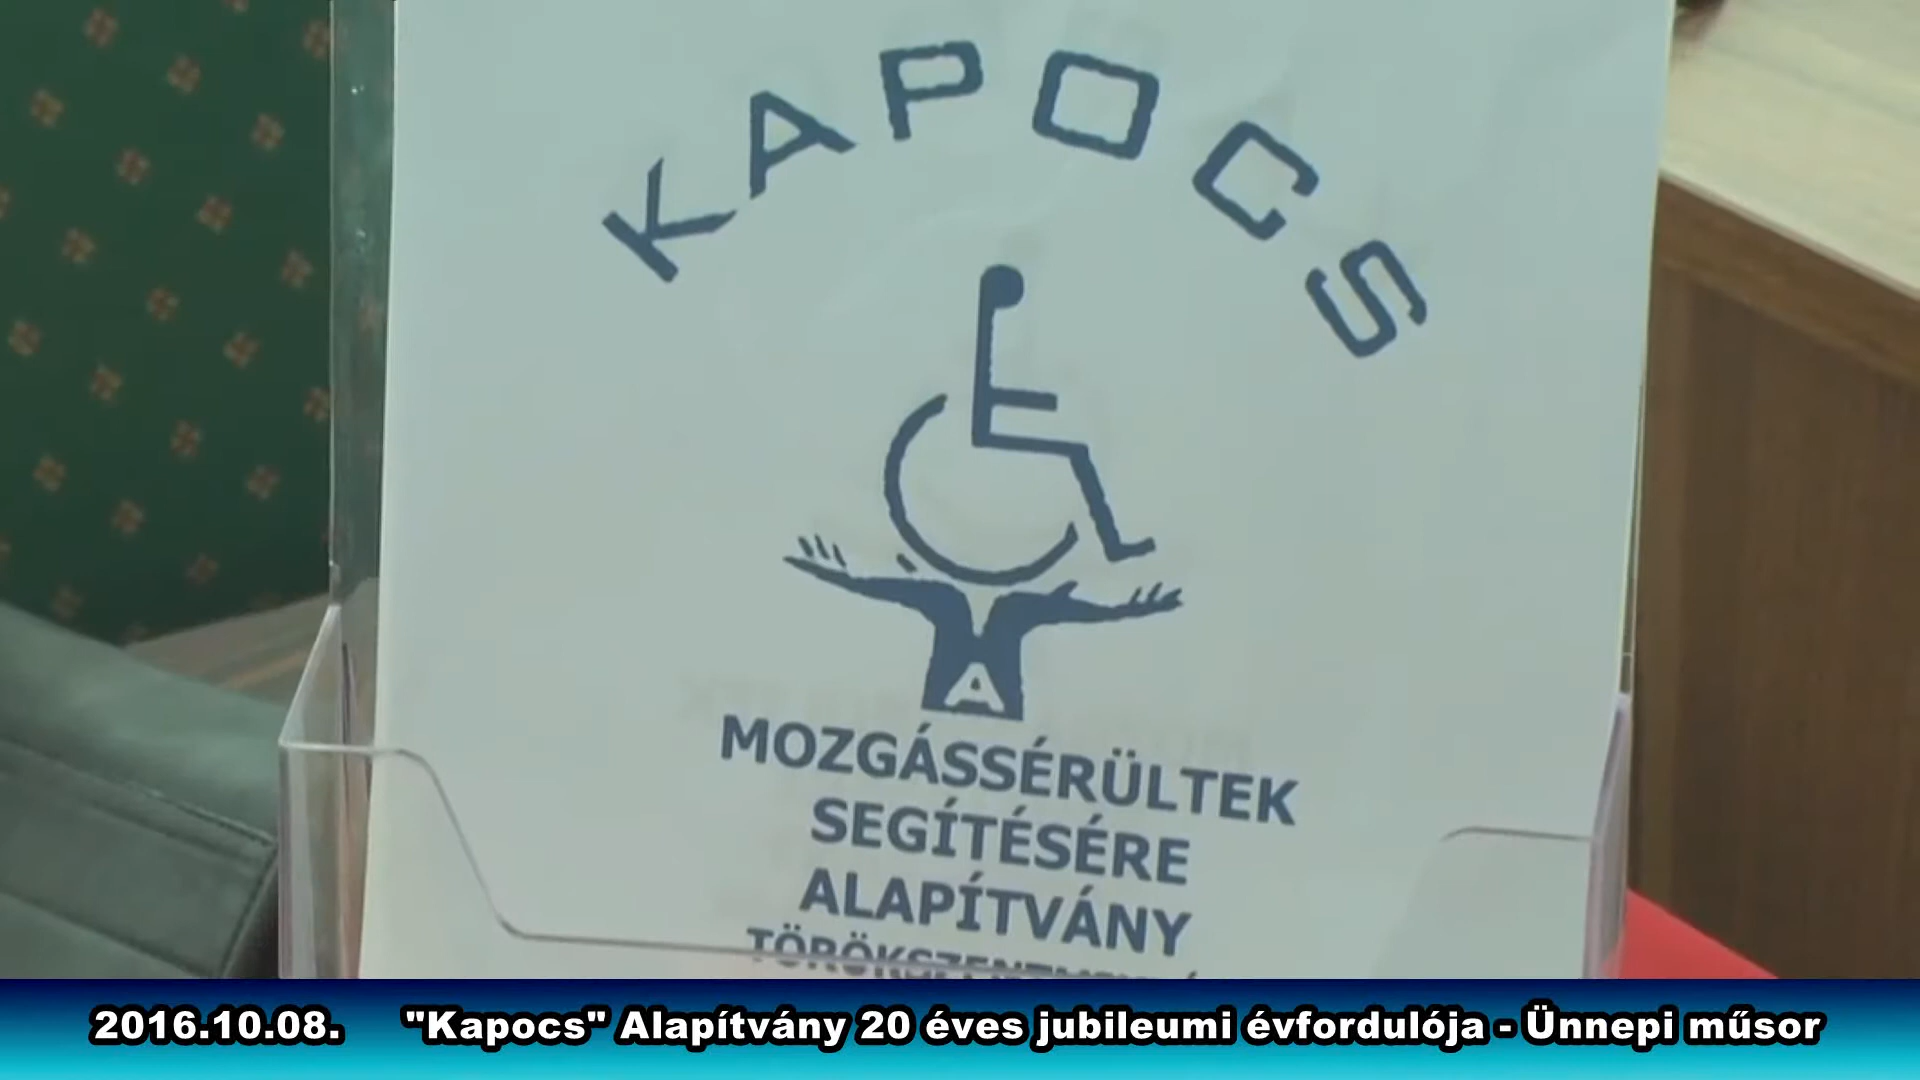 KAPOCS
A
MOZGÁSSÉRÜLTEK
SEGÍTÉSÉRE
ALAPÍTVÁNY
2016.10.08. "Kapocs" Alapítvány 20 éves jubileumi évfordulója - Ünnepi műsor